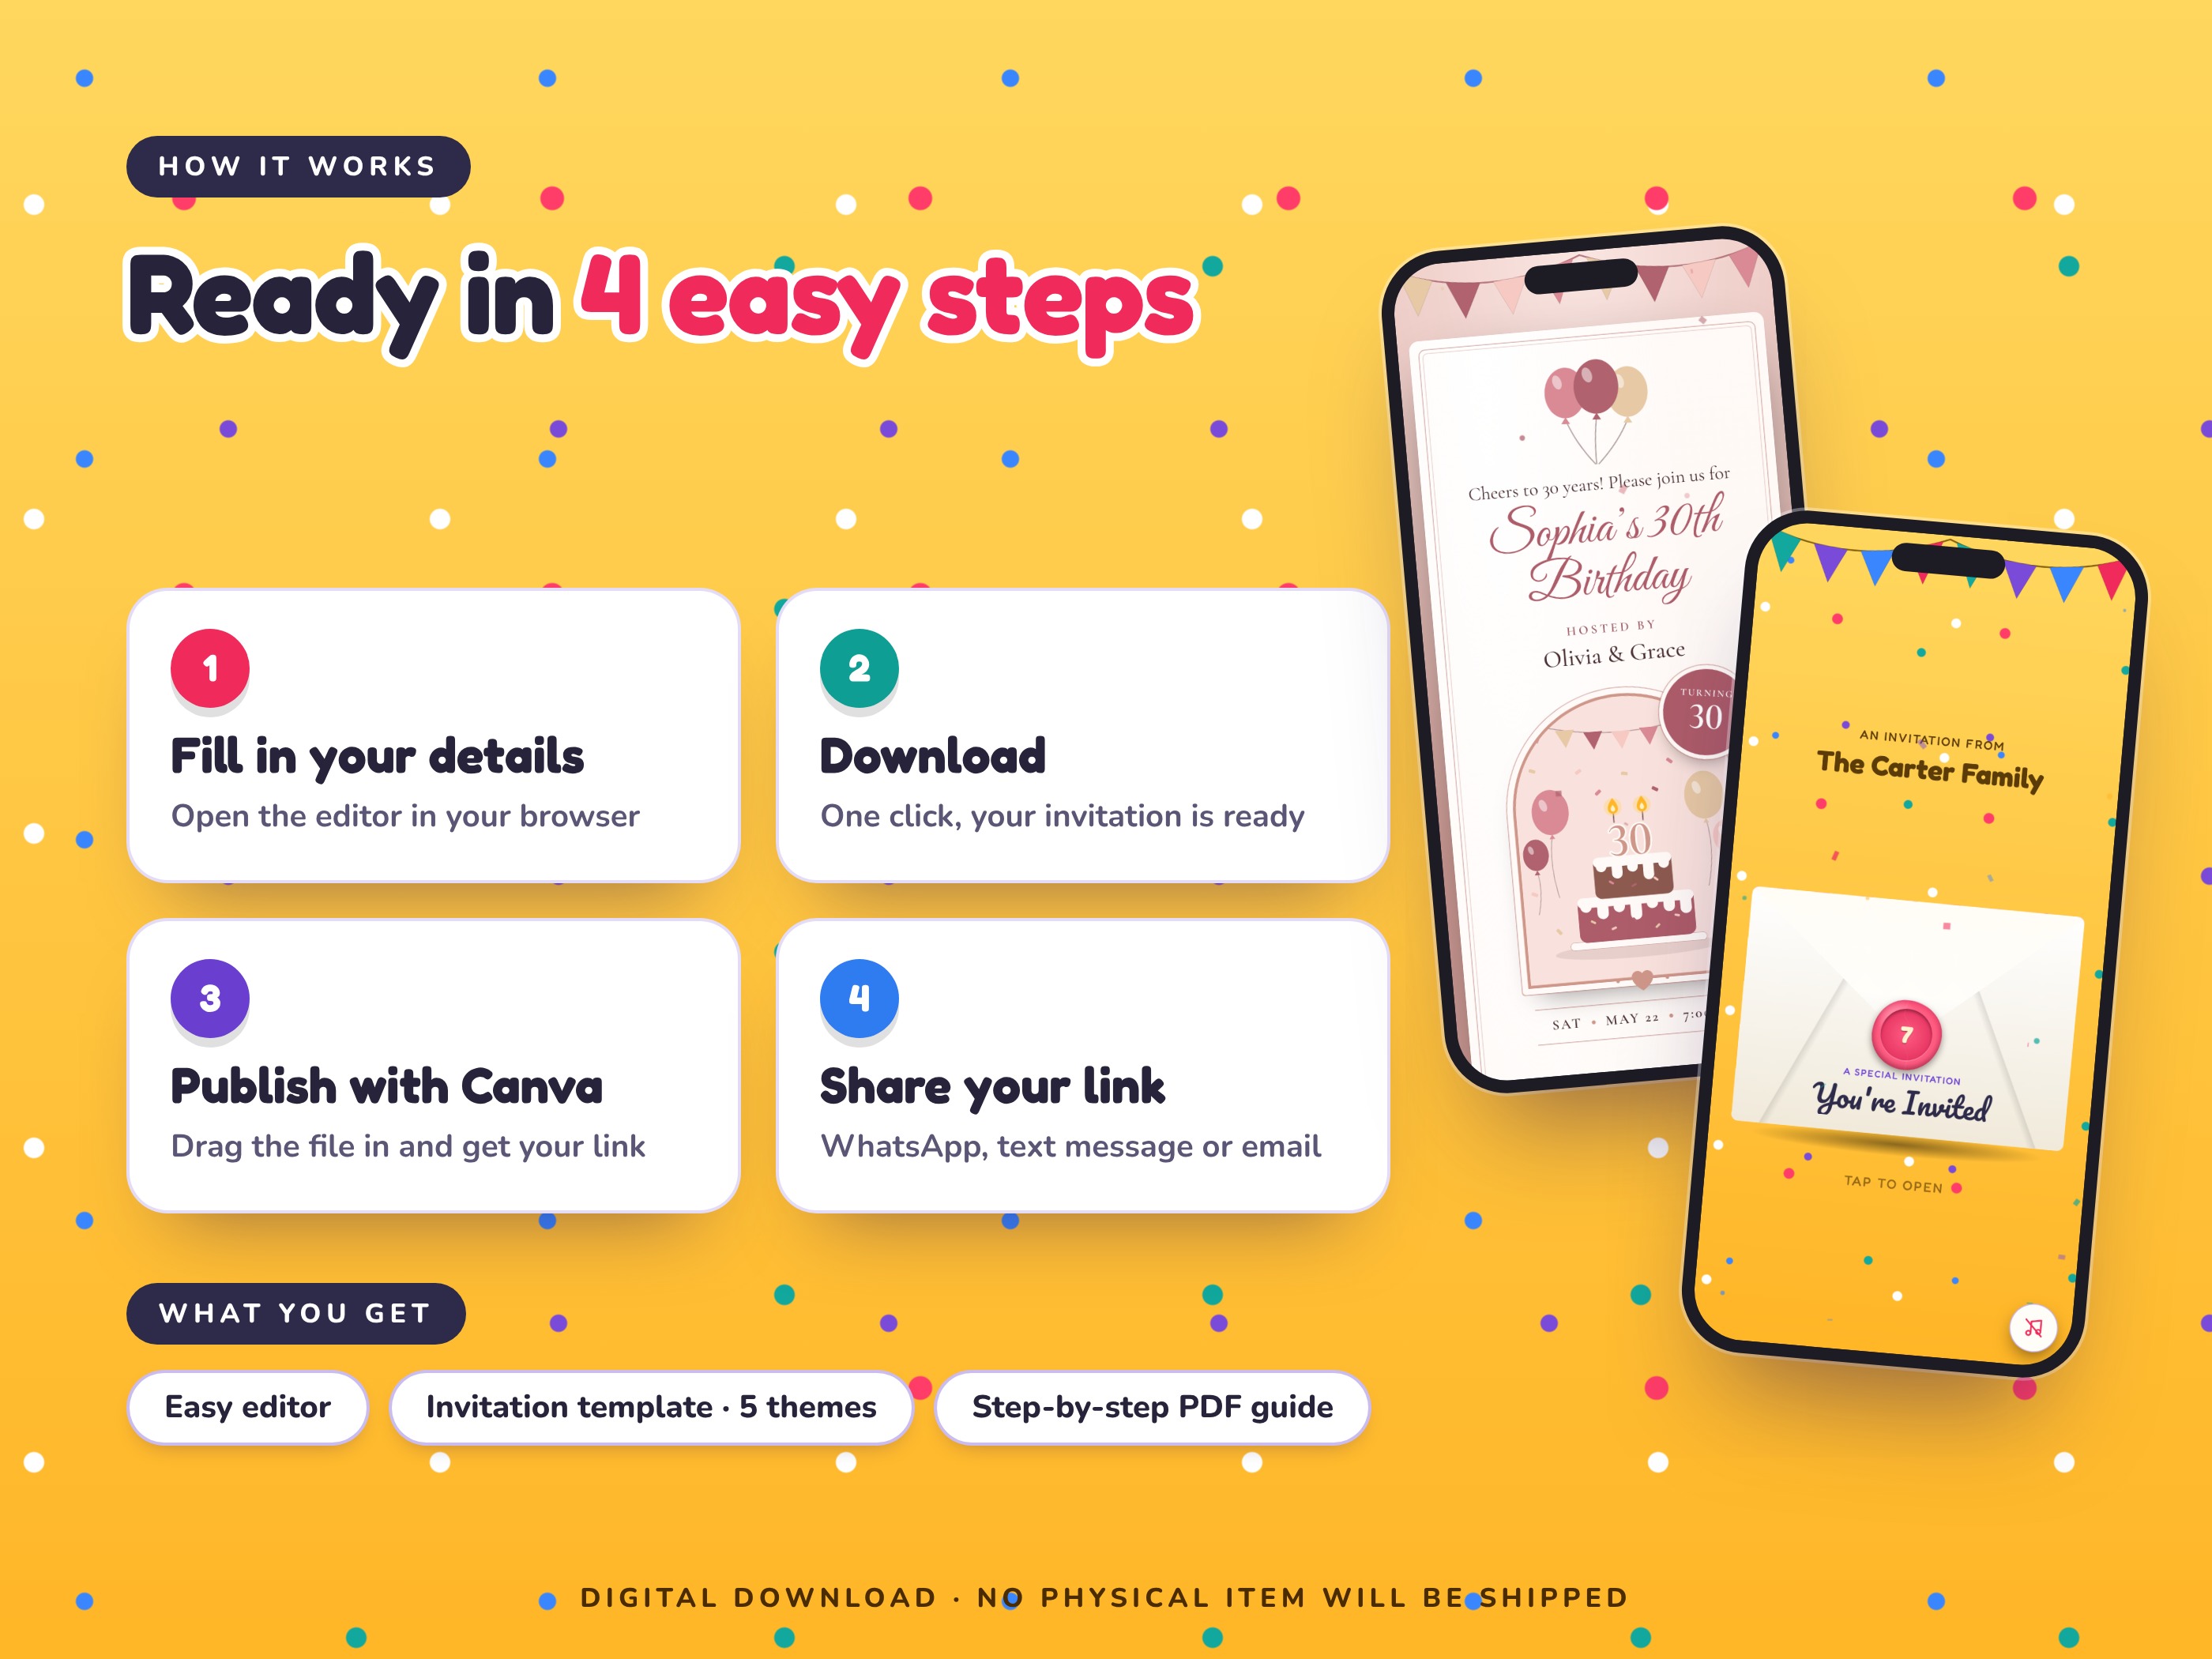 HOW IT WORKS
Ready in 4 easy steps
1
Fill in your details
Open the editor in your browser
2
Download
One click, your invitation is ready
3
Publish with Canva
Drag the file in and get your link
4
Share your link
WhatsApp, text message or email
WHAT YOU GET
Easy editor
Invitation template · 5 themes
Step-by-step PDF guide
Cheers to 30 years! Please join us for
Sophia's 30th
Birthday
HOSTED BY
Olivia & Grace
TURNING
30
30
SAT • MAY 22 •
AN INVITATION FROM
The Carter Family
7
A SPECIAL INVITATION
You're Invited
TAP TO OPEN
DIGITAL DOWNLOAD · NO PHYSICAL ITEM WILL BE SHIPPED